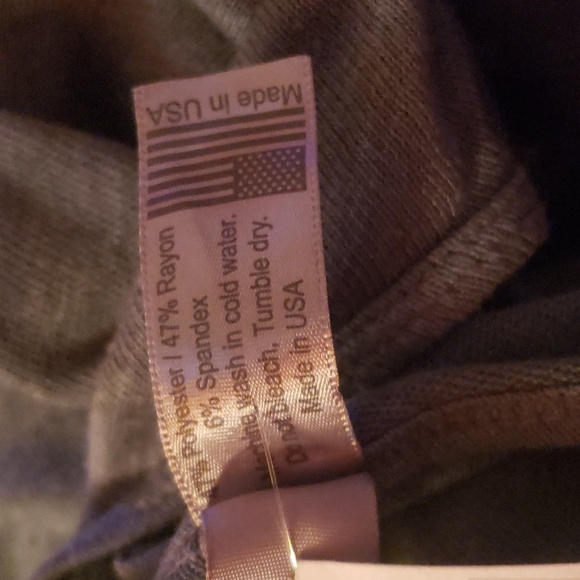 Made in USA
% Polyester / 47% Rayon
6% Spandex
Machine wash in cold water.
Do not bleach. Tumble dry.
Made in USA